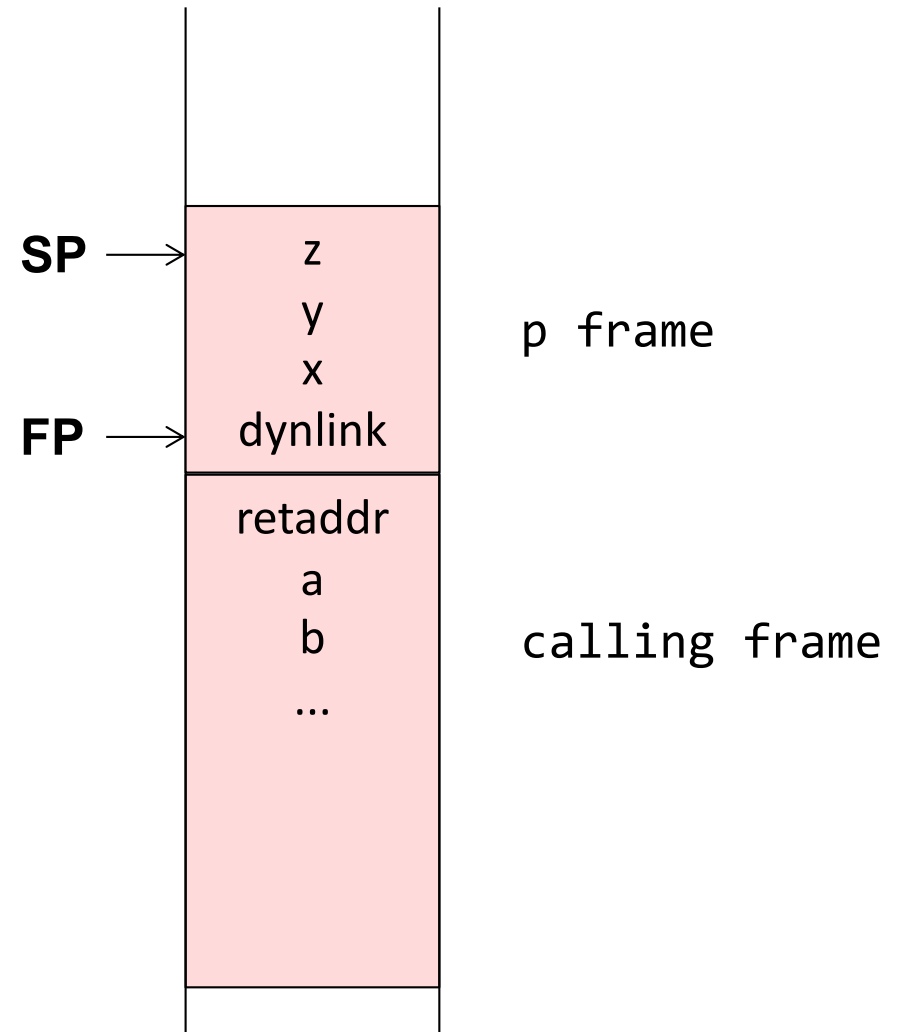 SP
z
y
p frame
x
FP
dynlink
retaddr
a
b
calling frame
...